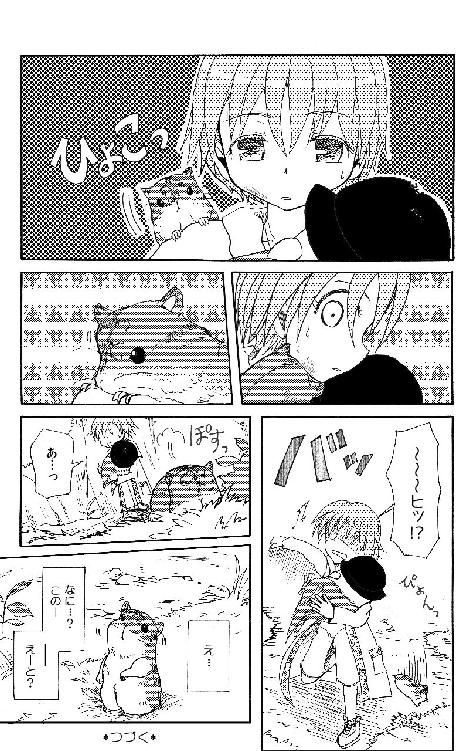 ひょこっ
バッ
~~~~ヒッ!?
ぴょんっ
ぽすっ
あ…っ
え…
なに…?
この
えーと?
*つづく*